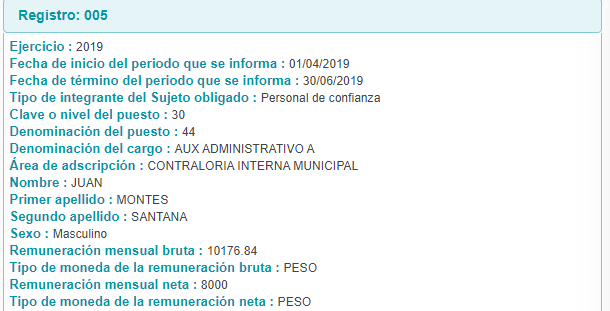 Registro: 005
Ejercicio : 2019
Fecha de inicio del periodo que se informa : 01/04/2019
Fecha de término del periodo que se informa : 30/06/2019
Tipo de integrante del Sujeto obligado : Personal de confianza
Clave o nivel del puesto : 30
Denominación del puesto : 44
Denominación del cargo : AUX ADMINISTRATIVO A
Área de adscripción : CONTRALORIA INTERNA MUNICIPAL
Nombre : JUAN
Primer apellido : MONTES
Segundo apellido : SANTANA
Sexo : Masculino
Remuneración mensual bruta : 10176.84
Tipo de moneda de la remuneración bruta : PESO
Remuneración mensual neta : 8000
Tipo de moneda de la remuneración neta : PESO